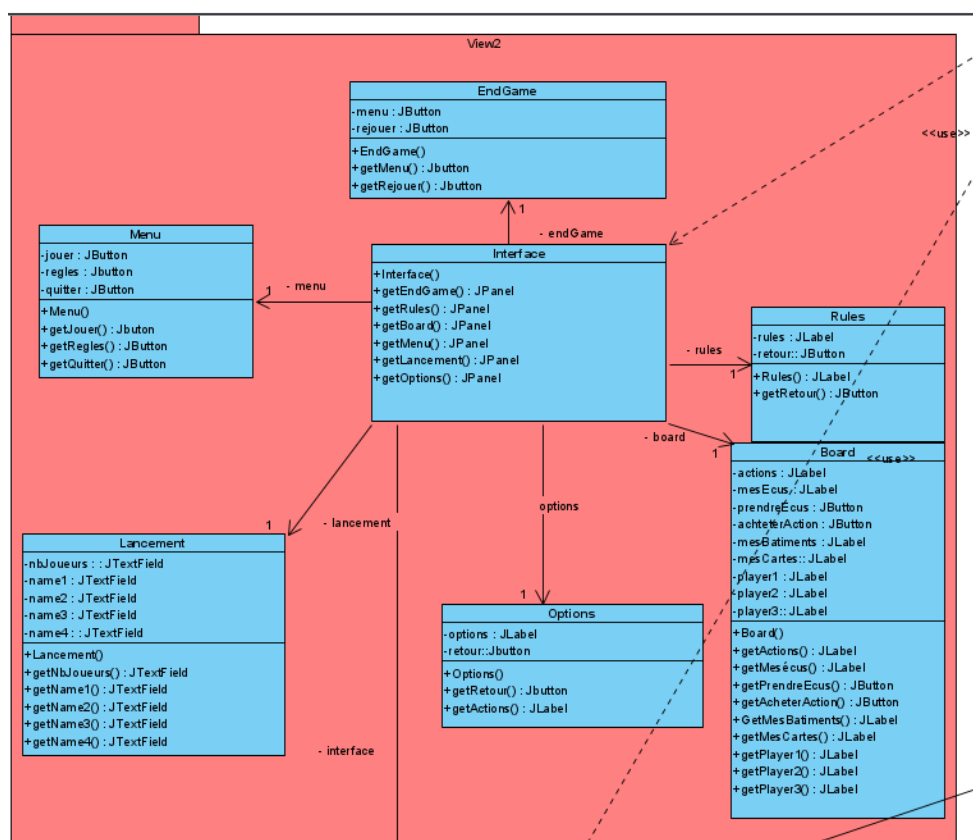 View2
EndGame
-menu : JButton
-rejouer : JButton
+EndGame()
+getMenu() : Jbutton
+getRejouer() : Jbutton
<<use>>
1
- endGame
Menu
-jouer : JButton
-regles : Jbutton
-quitter : JButton
+Menu()
+getJouer() : Jbuton
+getRegles() : JButton
+getQuitter() : JButton
1
- menu
Interface
+Interface()
+getEndGame() : JPanel
+getRules() : JPanel
+getBoard() : JPanel
+getMenu() : JPanel
+getLancement() : JPanel
+getOptions() : JPanel
- rules
1
Rules
-rules : JLabel
-retour:: JButton
+Rules() : JLabel
+getRetour() : JButton
- board
1
Board
<<use>>
-actions : JLabel
-mesEcus,: JLabel
-prendreÉcus : JButton
-achteterAction : JButton
-mesBatiments : JLabel
-mesCartes:: JLabel
-player1 : JLabel
-player2 : JLabel
-player3:: JLabel
+Board()
+getActions() : JLabel
+getMesécus() : JLabel
+getPrendreEcus() : JButton
+getAcheterAction() : JButton
+GetMesBatiments() : JLabel
+getMesCartes() : JLabel
+getPlayer1() : JLabel
+getPlayer2() : JLabel
+getPlayer3() : JLabel
1
- lancement
Lancement
-nbJoueurs : : JTextField
-name1 : JTextField
-name2 : JTextField
-name3 : JTextField
-name4 : : JTextField
+Lancement()
+getNbJoueurs() : JTextField
+getName1() : JTextField
+getName2() : JTextField
+getName3() : JTextField
+getName4() : JTextField
options
1
Options
-options : JLabel
-retour::Jbutton
+Options()
+getRetour() : Jbutton
+getActions() : JLabel
- interface